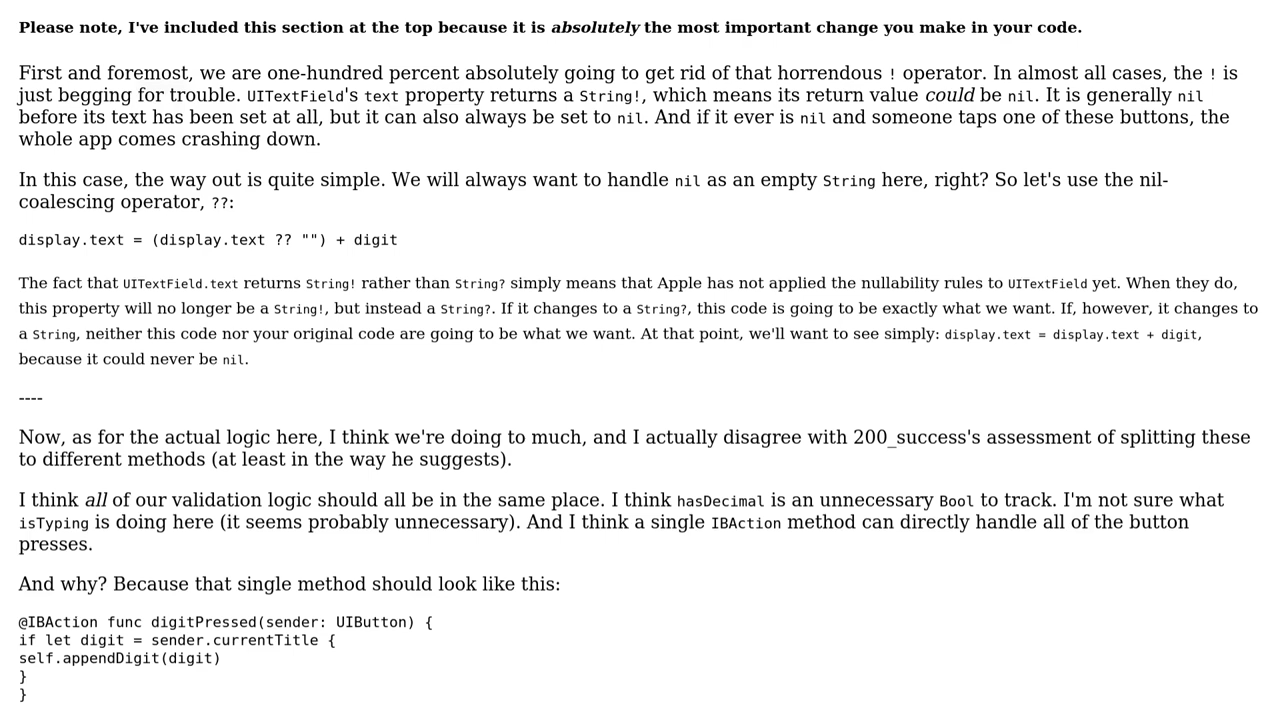 Please note, I've included this section at the top because it is absolutely the most important change you make in your code.
First and foremost, we are one-hundred percent absolutely going to get rid of that horrendous ! operator. In almost all cases, the ! is
just begging for trouble. UITextField's text property returns a String!, which means its return value could be nil. It is generally nil
before its text has been set at all, but it can also always be set to nil. And if it ever is nil and someone taps one of these buttons, the
whole app comes crashing down.
In this case, the way out is quite simple. We will always want to handle nil as an empty String here, right? So let's use the nil-
coalescing operator, ??:
display.text = (display.text ?? "") + digit
The fact that UITextField.text returns String! rather than String? simply means that Apple has not applied the nullability rules to UITextField yet. When they do,
this property will no longer be a String!, but instead a String?. If it changes to a String?, this code is going to be exactly what we want. If, however, it changes to
a String, neither this code nor your original code are going to be what we want. At that point, we'll want to see simply: display.text = display.text + digit,
because it could never be nil.
----
Now, as for the actual logic here, I think we're doing to much, and I actually disagree with 200_success's assessment of splitting these
to different methods (at least in the way he suggests).
I think all of our validation logic should all be in the same place. I think hasDecimal is an unnecessary Bool to track. I'm not sure what
isTyping is doing here (it seems probably unnecessary). And I think a single IBAction method can directly handle all of the button
presses.
And why? Because that single method should look like this:
@IBAction func digitPressed(sender: UIButton) {
if let digit = sender.currentTitle {
self.appendDigit(digit)
}
}